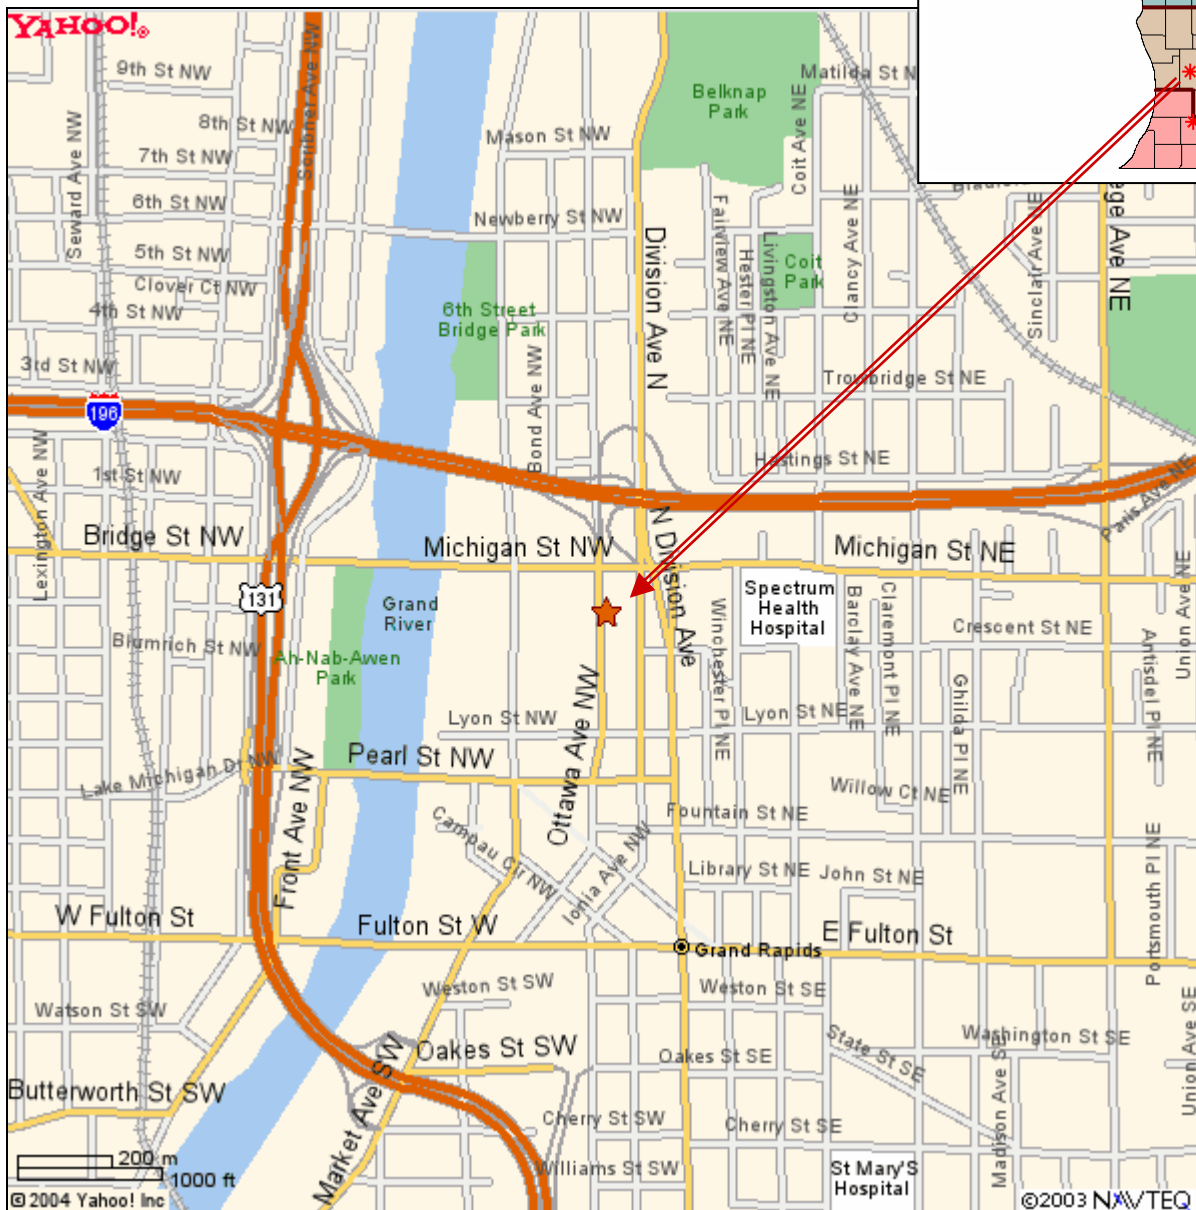 YAHOO!®
9th St NW
8th St NW
7th St NW
6th St NW
5th St NW
Clover Ct NW
4th St NW
3rd St NW
1st St NW
Seward Ave NW
Scribner Ave NW
Belknap
Park
Matilda St N
Coit Ave NE
Mason St NW
Newberry St NW
Division Ave N
Fairview Ave NE
Hester Pl NE
Livingston Ave NE
Coit
Park
Clancy Ave NE
Sinclair Ave NE
ege Ave NE
6th Street
Bridge Park
Bond Ave NW
Trowbridge St NE
Hastings St NE
196
Lexington Ave NW
Bridge St NW
Michigan St NW
N Division Ave
Michigan St NE
Paris Ave NE
Union Ave NE
131
Grand
River
Spectrum
Health
Hospital
Winchester Pl NE
Barclay Ave NE
Claremont Pl NE
Crescent St NE
Antisdel Pl NE
Blumrich St NW
Ah-Nab-Awen
Park
Ottawa Ave NW
Lyon St NW
Lyon St NE
Ghilda Pl NE
Lake Michigan Dr NW
Pearl St NW
Front Ave NW
Willow Ct NE
Fountain St NE
Campau Cir NW
Ionia Ave NW
Library St NE
John St NE
Portsmouth Pl NE
W Fulton St
Fulton St W
Grand Rapids
E Fulton St
Weston St SW
Weston St SE
Watson St SW
Oakes St SW
Oakes St SE
State St SE
Washington St SE
Madison Ave SE
Union Ave SE
Butterworth St SW
Market Ave SW
Cherry St SW
Cherry St SE
Williams St SW
St Mary'S
Hospital
200 m
1000 ft
©2004 Yahoo! Inc
©2003 NAVTEQ